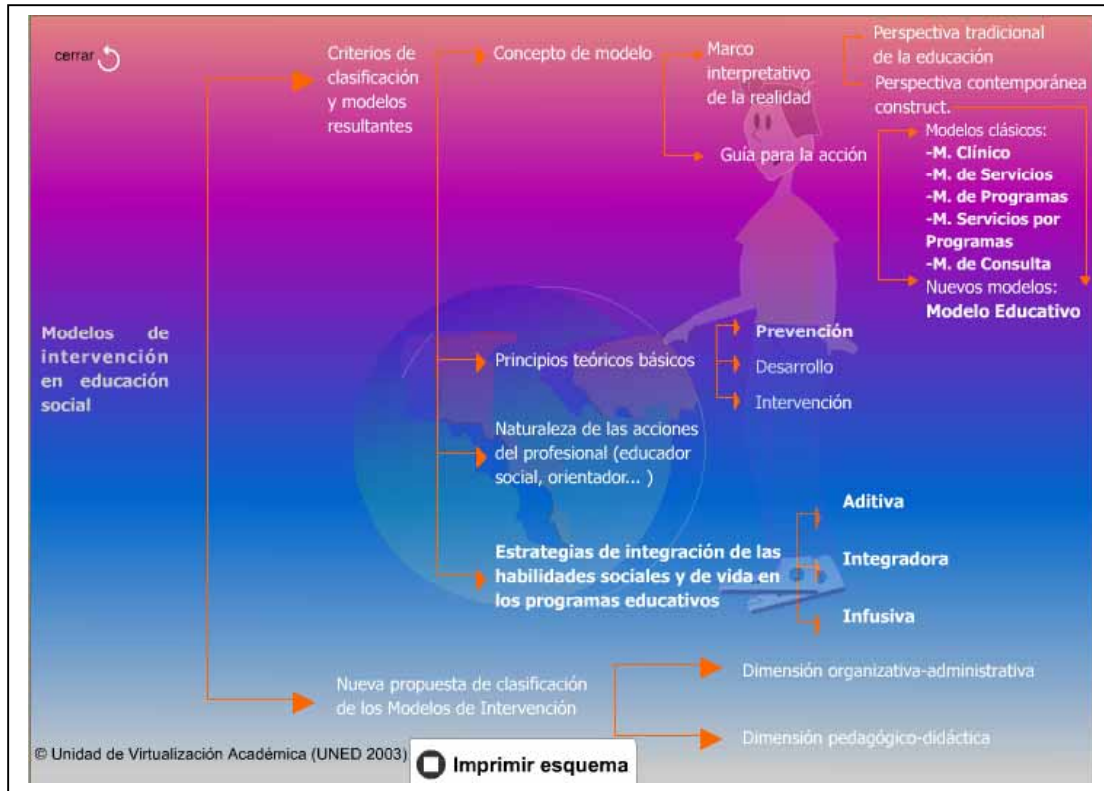 cerrar
Modelos de
intervención
en educación
social
Criterios de
clasificación
y modelos
resultantes
Concepto de modelo
Marco
interpretativo
de la realidad
Perspectiva tradicional
de la educación
Perspectiva contemporánea
construct.
Guía para la acción
Modelos clásicos:
-M. Clínico
-M. de Servicios
-M. de Programas
-M. Servicios por
Programas
-M. de Consulta
Nuevos modelos:
Modelo Educativo
Principios teóricos básicos
Prevención
Desarrollo
Intervención
Naturaleza de las acciones
del profesional (educador
social, orientador... )
Estrategias de integración de las
habilidades sociales y de vida en
los programas educativos
Aditiva
Integradora
Infusiva
Nueva propuesta de clasificación
de los Modelos de Intervención
Dimensión organizativa-administrativa
Dimensión pedagógico-didáctica
© Unidad de Virtualización Académica (UNED 2003)
Imprimir esquema